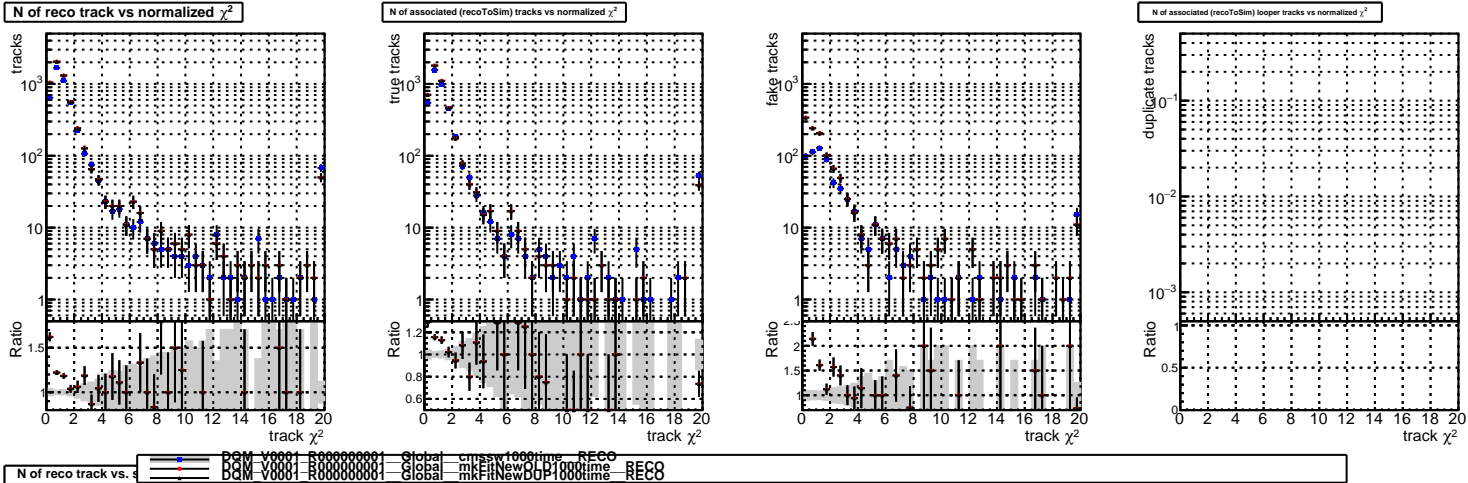 N of reco track vs normalized χ²
N of associated (recoToSim) tracks vs normalized χ²
N of associated (recoToSim) looper tracks vs normalized χ²
tracks
10³
10²
10
1
Ratio
1.5
1
0 2 4 6 8 10 12 14 16 18 20
track χ²
true tracks
10³
10²
10
1
Ratio
1.2
1
0.8
0.6
0 2 4 6 8 10 12 14 16 18 20
track χ²
fake tracks
10³
10²
10
1
Ratio
2.5
2
1.5
1
0 2 4 6 8 10 12 14 16 18 20
track χ²
duplicate tracks
10⁻¹
10⁻²
10⁻³
Ratio
1
0.5
0
0 2 4 6 8 10 12 14 16 18 20
track χ²
DQM_V0001_R000000001__Global__cmssw1000time__RECO
DQM_V0001_R000000001__Global__mkFitNewOLD1000time__RECO
DQM_V0001_R000000001__Global__mkFitNewDUP1000time__RECO
N of reco track vs.